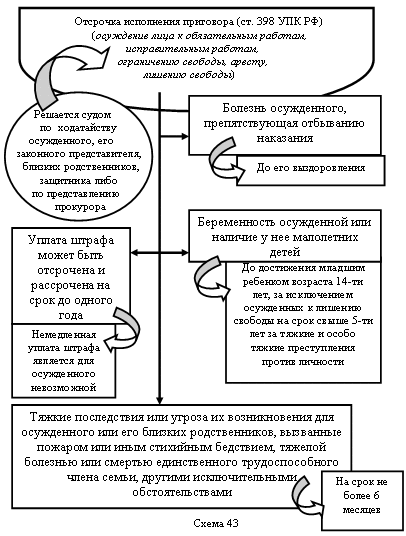 Отсрочка исполнения приговора (ст. 398 УПК РФ)
(осуждение лица к обязательным работам,
исправительным работам,
ограничению свободы, аресту,
лишению свободы)
Решается судом
по ходатайству
осужденного, его
законного представителя,
близких родственников,
защитника либо
по представлению
прокурора
Болезнь осужденного,
препятствующая отбыванию
наказания
До его выздоровления
Беременность осужденной или
наличие у нее малолетних
детей
До достижения младшим
ребенком возраста 14-ти
лет, за исключением
осужденных к лишению
свободы на срок свыше 5-ти
лет за тяжкие и особо
тяжкие преступления
против личности
Уплата штрафа
может быть
отсрочена и
рассрочена на
срок до одного
года
Немедленная
уплата штрафа
является для
осужденного
невозможной
Тяжкие последствия или угроза их возникновения для
осужденного или его близких родственников, вызванные
пожаром или иным стихийным бедствием, тяжелой
болезнью или смертью единственного трудоспособного
члена семьи, другими исключительными
обстоятельствами
На срок не
более 6
месяцев
Схема 43